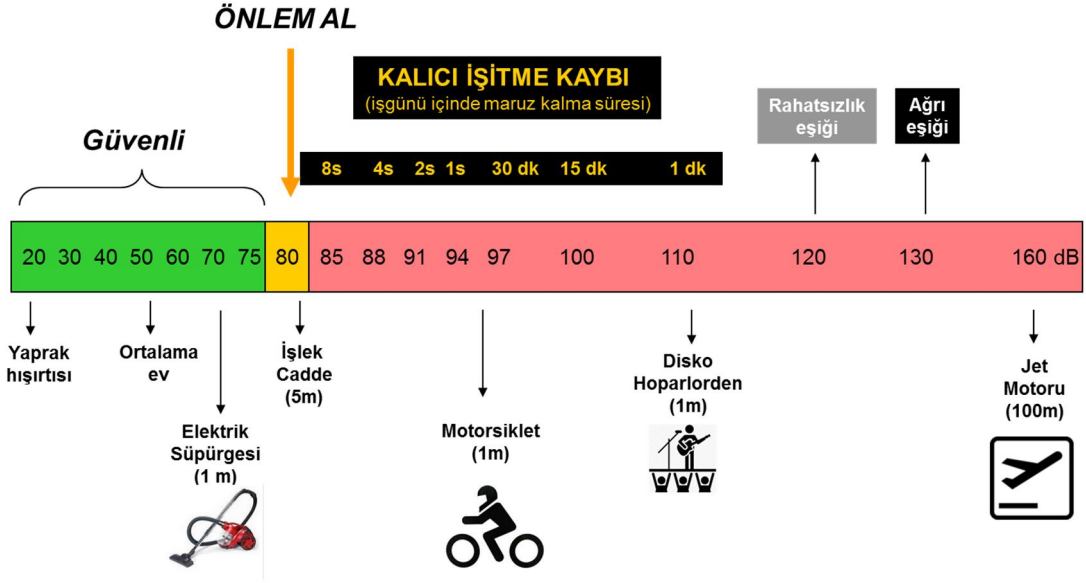 ÖNLEM AL
KALICI İŞİTME KAYBI
(işgünü içinde maruz kalma süresi)
Rahatsızlık
eşiği
Ağrı
eşiği
Güvenli
8s 4s 2s 1s 30 dk 15 dk 1 dk
20 30 40 50 60 70 75 80 85 88 91 94 97 100 110 120 130 160 dB
Yaprak
hışırtısı
Ortalama
ev
Elektrik
Süpürgesi
(1 m)
İşlek
Cadde
(5m)
Motorsiklet
(1m)
Disko
Hoparlorden
(1m)
Jet
Motoru
(100m)